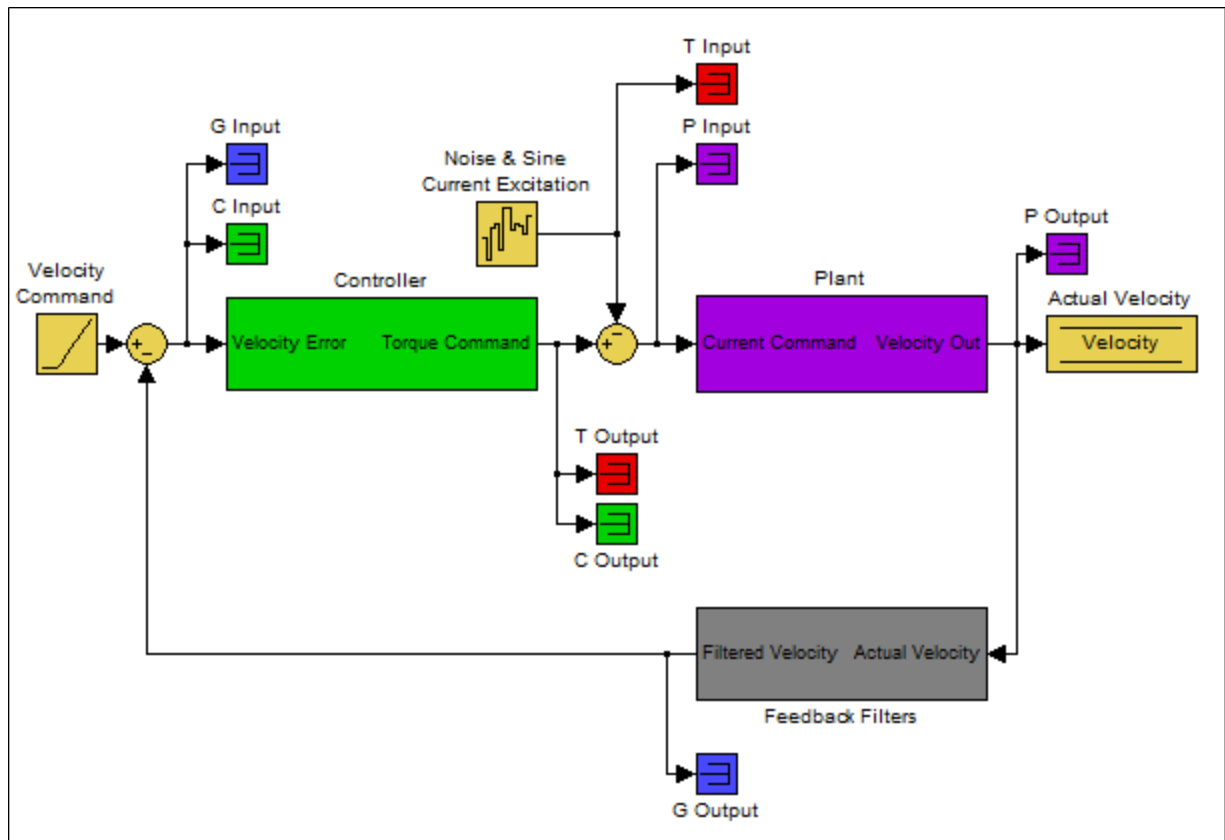 T Input
G Input
P Input
Noise & Sine
Current Excitation
C Input
P Output
Velocity
Command
Controller
Plant
Actual Velocity
+
−
Velocity Error
Torque Command
+
−
Current Command
Velocity Out
Velocity
T Output
C Output
Filtered Velocity
Actual Velocity
Feedback Filters
G Output